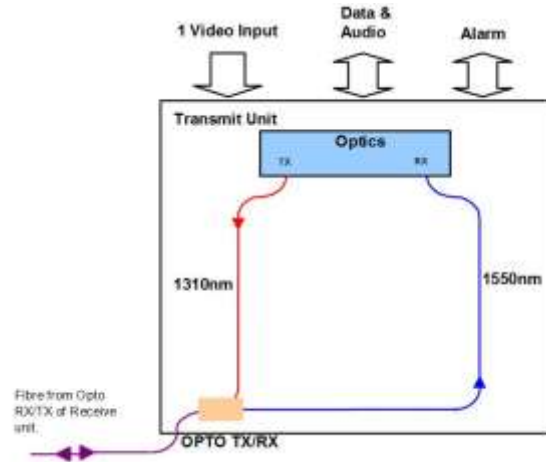 1 Video Input
Data &
Audio
Alarm
Transmit Unit
Optics
TX
RX
1310nm
1550nm
Fibre from Opto
RX/TX of Receive
unit.
OPTO TX/RX